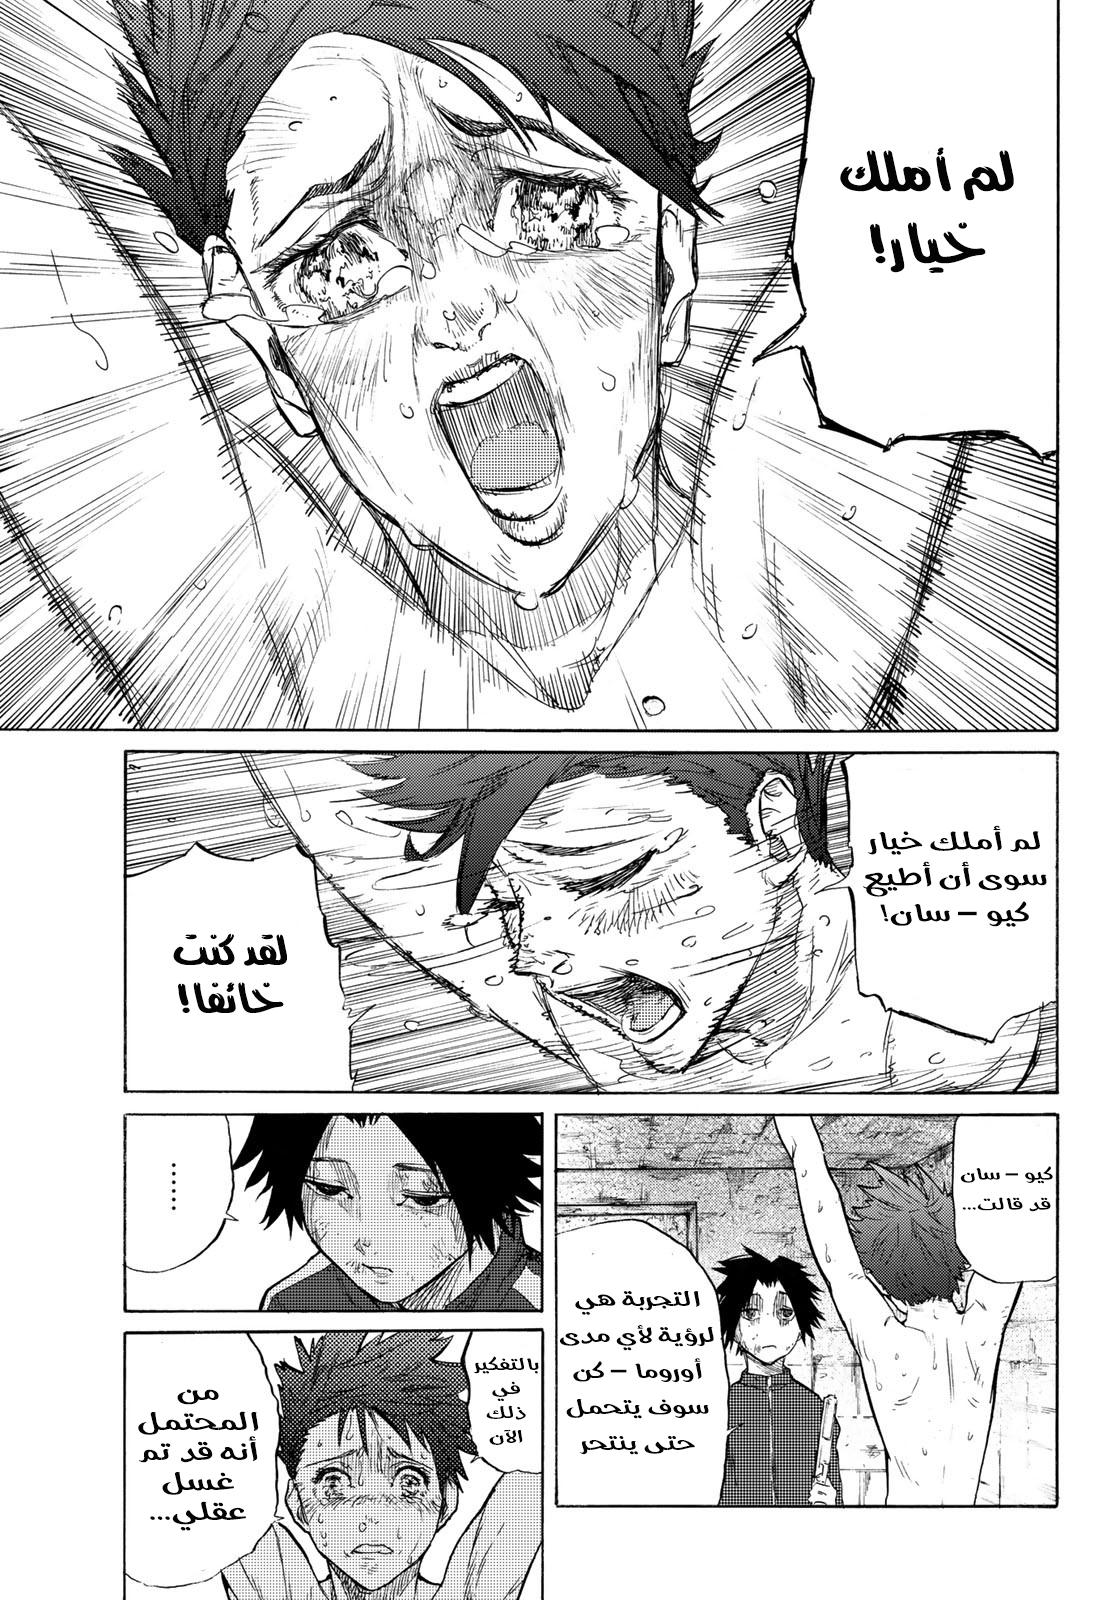 لم أملك
خيار!
لم أملك خيار
سوى أن أطيع
كيو – سان!
لقد كنت
خائفا!
كيو – سان
قد قالت...
التجربة هي
لرؤية لأي مدى
أوروما – كن
سوف يتحمل
حتى ينتحر
......
بالتفكير
في
ذلك
الآن
من
المحتمل
أنه قد تم
غسل
عقلي...